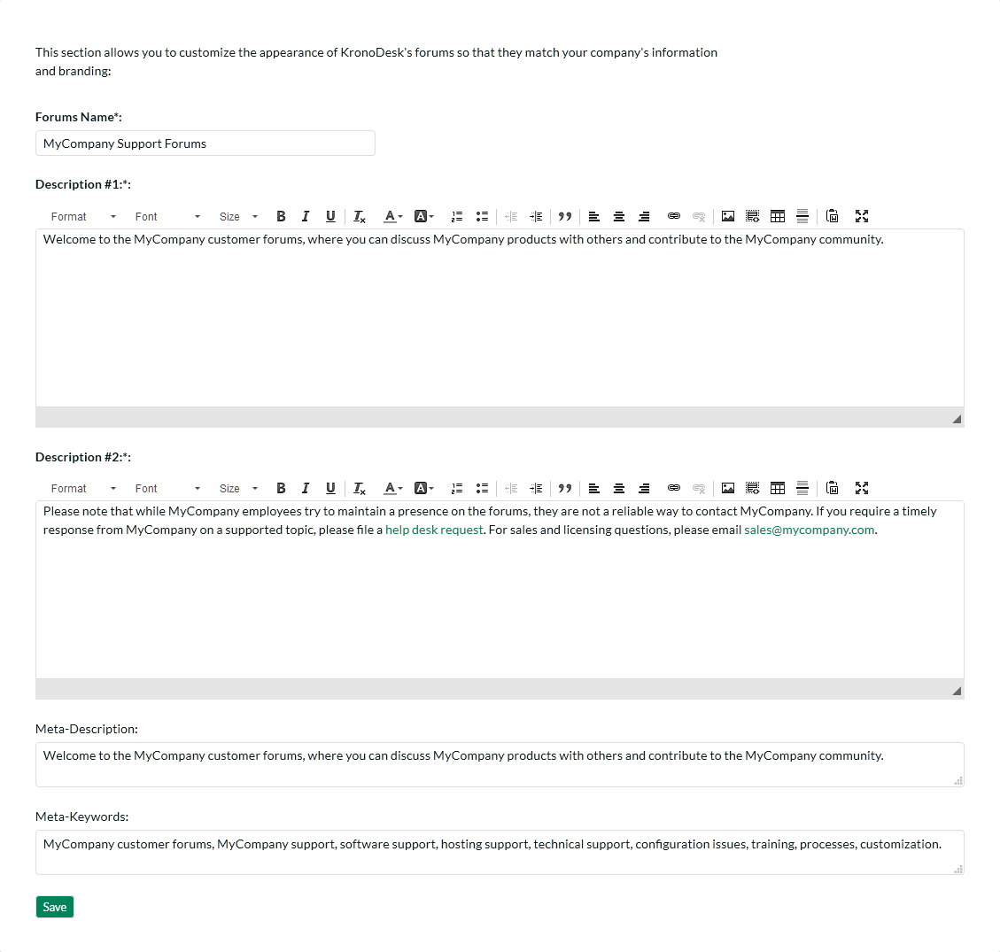 This section allows you to customize the appearance of KronoDesk's forums so that they match your company's information
and branding:
Forums Name*:
MyCompany Support Forums
Description #1:*:
Format Font Size B I U Tx A A
Welcome to the MyCompany customer forums, where you can discuss MyCompany products with others and contribute to the MyCompany community.
Description #2:*:
Format Font Size B I U Tx A A
Please note that while MyCompany employees try to maintain a presence on the forums, they are not a reliable way to contact MyCompany. If you require a timely
response from MyCompany on a supported topic, please file a help desk request. For sales and licensing questions, please email sales@mycompany.com.
Meta-Description:
Welcome to the MyCompany customer forums, where you can discuss MyCompany products with others and contribute to the MyCompany community.
Meta-Keywords:
MyCompany customer forums, MyCompany support, software support, hosting support, technical support, configuration issues, training, processes, customization.
Save